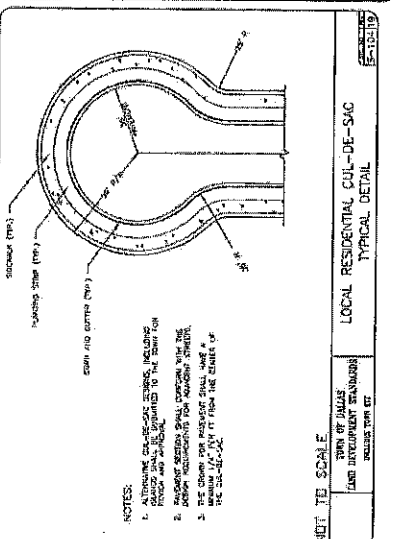 SIDEWALK (TYP.)
PLANTING STRIP (TYP.)
CURB AND GUTTER (TYP.)
NOTES:
1. ALTERNATIVE CUL-DE-SAC DESIGNS, INCLUDING
ISLANDS SHALL BE SUBMITTED TO THE TOWN FOR
REVIEW AND APPROVAL.
2. PAVEMENT SECTION SHALL CONFORM WITH THE
DESIGN REQUIREMENTS FOR ADJACENT STREETS.
3. THE CROWN FOR PAVEMENT SHALL HAVE A
MINIMUM PER FT FROM THE CENTER OF
THE CUL-DE-SAC.
NOT TO SCALE
TOWN OF DALLAS
LAND DEVELOPMENT STANDARDS
LOCAL RESIDENTIAL CUL-DE-SAC
TYPICAL DETAIL